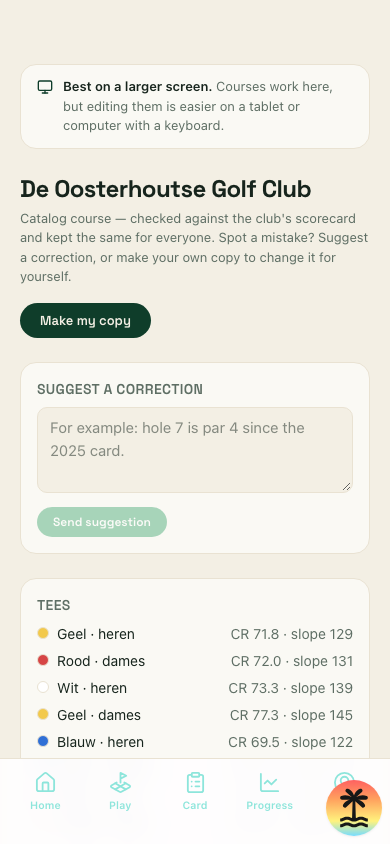 Best on a larger screen. Courses work here,
but editing them is easier on a tablet or
computer with a keyboard.
De Oosterhoutse Golf Club
Catalog course — checked against the club's scorecard
and kept the same for everyone. Spot a mistake? Suggest
a correction, or make your own copy to change it for
yourself.
Make my copy
SUGGEST A CORRECTION
For example: hole 7 is par 4 since the
2025 card.
Send suggestion
TEES
Geel · heren CR 71.8 · slope 129
Rood · dames CR 72.0 · slope 131
Wit · heren CR 73.3 · slope 139
Geel · dames CR 77.3 · slope 145
Blauw · heren CR 69.5 · slope 122
Home Play Card Progress